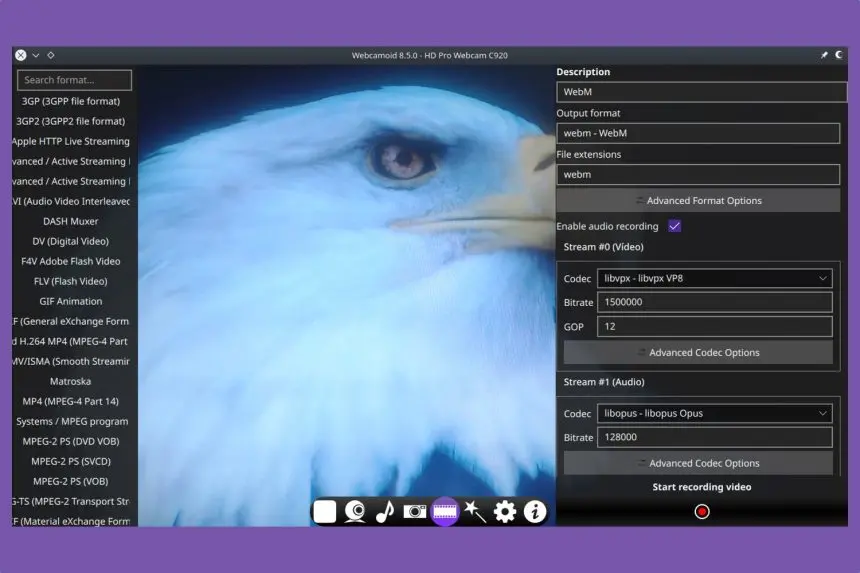 Webcamoid 8.5.0 - HD Pro Webcam C920
Search format...
3GP (3GPP file format)
3GP2 (3GPP2 file format)
Apple HTTP Live Streaming
vanced / Active Streaming
vanced / Active Streaming
VI (Audio Video Interleaved
DASH Muxer
DV (Digital Video)
F4V Adobe Flash Video
FLV (Flash Video)
GIF Animation
F (General eXchange Form
d H.264 MP4 (MPEG-4 Part
MV/ISMA (Smooth Streamin
Matroska
MP4 (MPEG-4 Part 14)
Systems / MPEG program
MPEG-2 PS (DVD VOB)
MPEG-2 PS (SVCD)
MPEG-2 PS (VOB)
G-TS (MPEG-2 Transport Str
F (Material eXchange Form
Description
WebM
Output format
webm - WebM
File extensions
webm
Advanced Format Options
Enable audio recording
Stream #0 (Vídeo)
Codec libvpx - libvpx VP8
Bitrate 1500000
GOP 12
Advanced Codec Options
Stream #1 (Audio)
Codec libopus - libopus Opus
Bitrate 128000
Advanced Codec Options
Start recording video